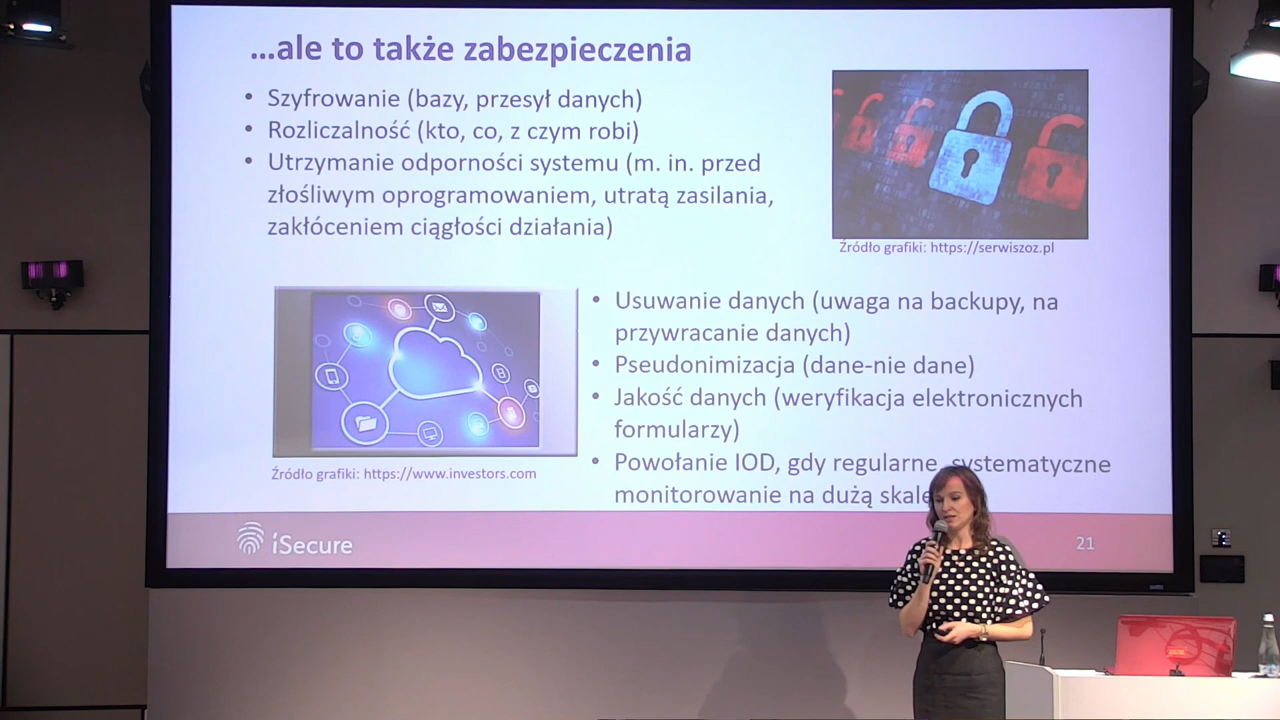 ...ale to także zabezpieczenia
• Szyfrowanie (bazy, przesył danych)
• Rozliczalność (kto, co, z czym robi)
• Utrzymanie odporności systemu (m. in. przed
złośliwym oprogramowaniem, utratą zasilania,
zakłóceniem ciągłości działania)
Źródło grafiki: https://serwiszoz.pl
• Usuwanie danych (uwaga na backupy, na
przywracanie danych)
• Pseudonimizacja (dane-nie dane)
• Jakość danych (weryfikacja elektronicznych
formularzy)
• Powołanie IOD, gdy regularne, systematyczne
monitorowanie na dużą skalę
Źródło grafiki: https://www.investors.com
iSecure
21